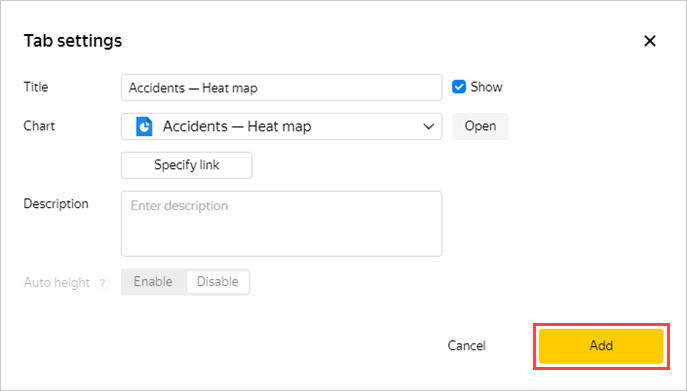 Tab settings
Title Accidents — Heat map Show
Chart Accidents — Heat map Open
Specify link
Description Enter description
Auto height ? Enable Disable
Cancel Add